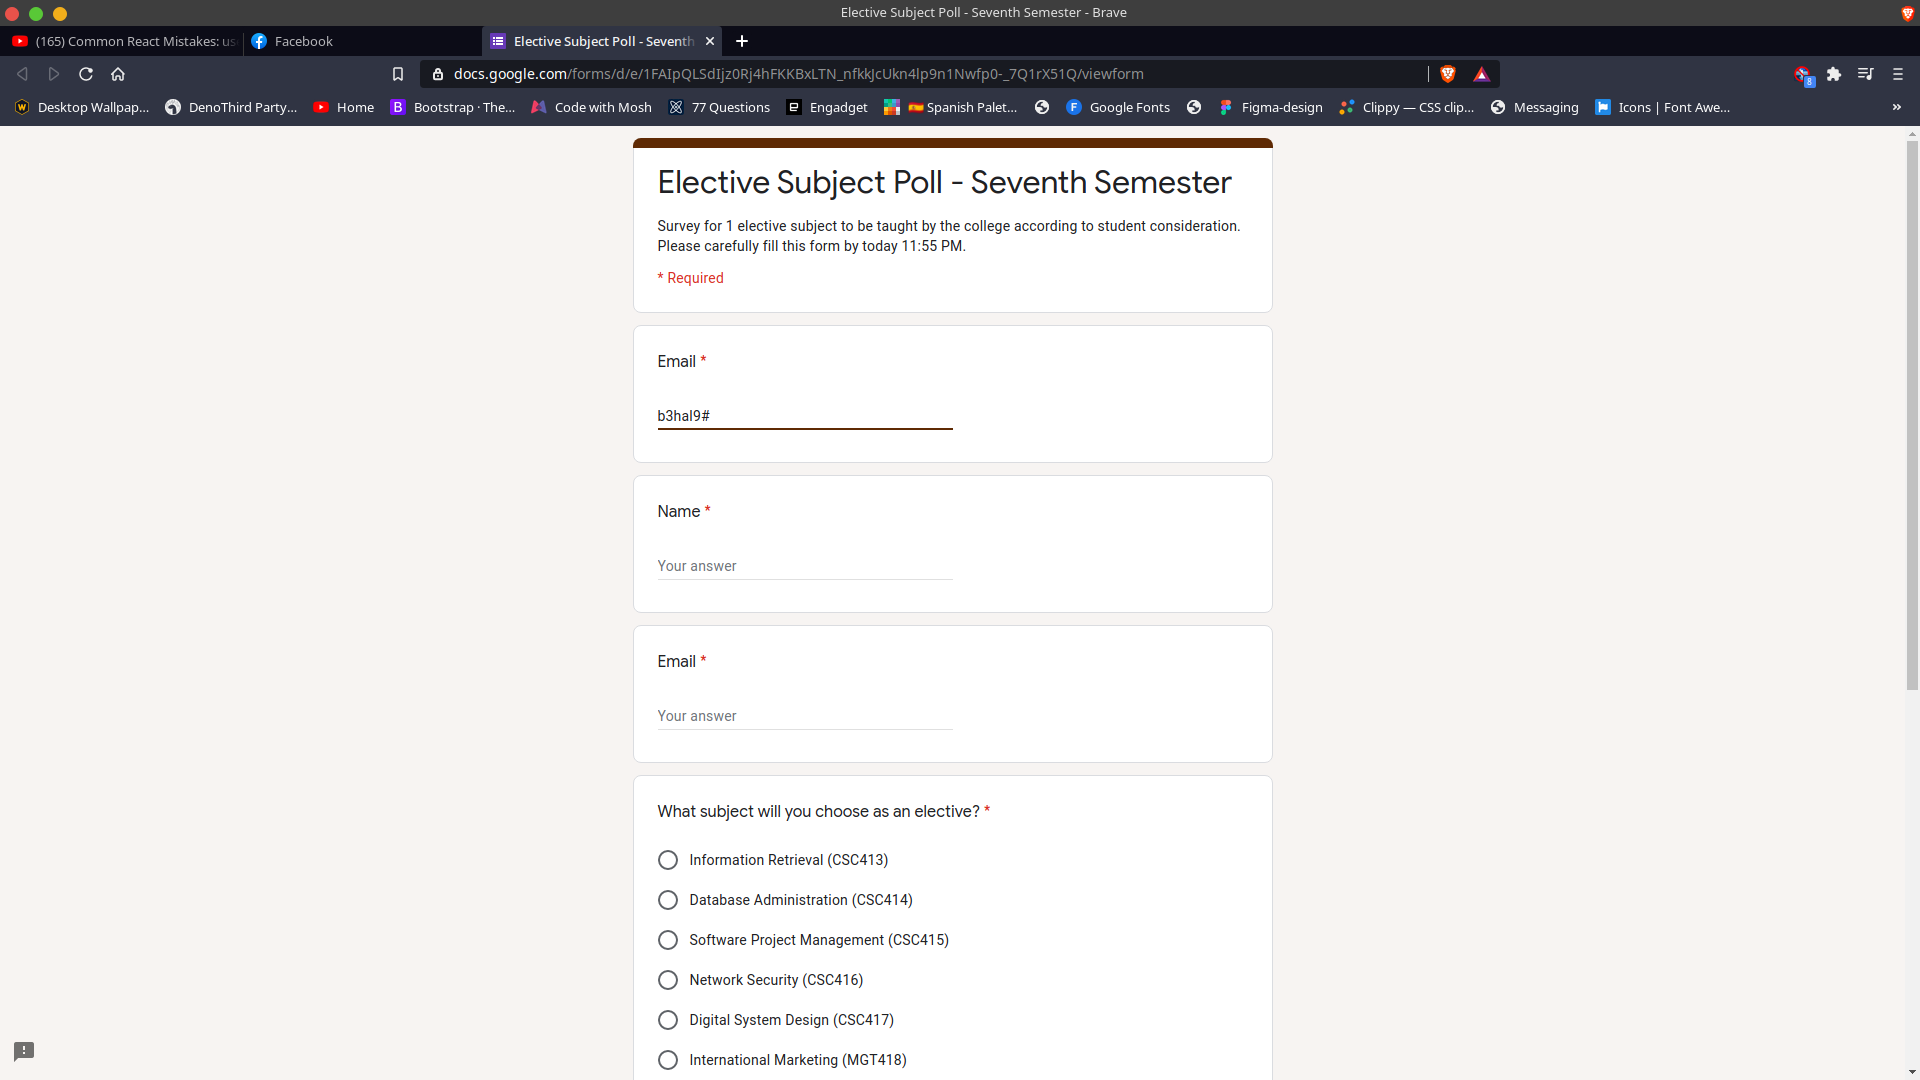 Elective Subject Poll - Seventh Semester - Brave
(165) Common React Mistakes: us
Facebook
Elective Subject Poll - Seventh
docs.google.com/forms/d/e/1FAIpQLSdIjz0Rj4hFKKBxLTN_nfkkJcUkn4lp9n1Nwfp0-_7Q1rX51Q/viewform
8
Desktop Wallpap...
DenoThird Party...
Home
B Bootstrap · The...
Code with Mosh
77 Questions
Engadget
Spanish Palet...
F Google Fonts
Figma-design
Clippy — CSS clip...
Messaging
Icons | Font Awe...
»
Elective Subject Poll - Seventh Semester
Survey for 1 elective subject to be taught by the college according to student consideration.
Please carefully fill this form by today 11:55 PM.
* Required
Email *
b3hal9#
Name *
Your answer
Email *
Your answer
What subject will you choose as an elective? *
Information Retrieval (CSC413)
Database Administration (CSC414)
Software Project Management (CSC415)
Network Security (CSC416)
Digital System Design (CSC417)
International Marketing (MGT418)